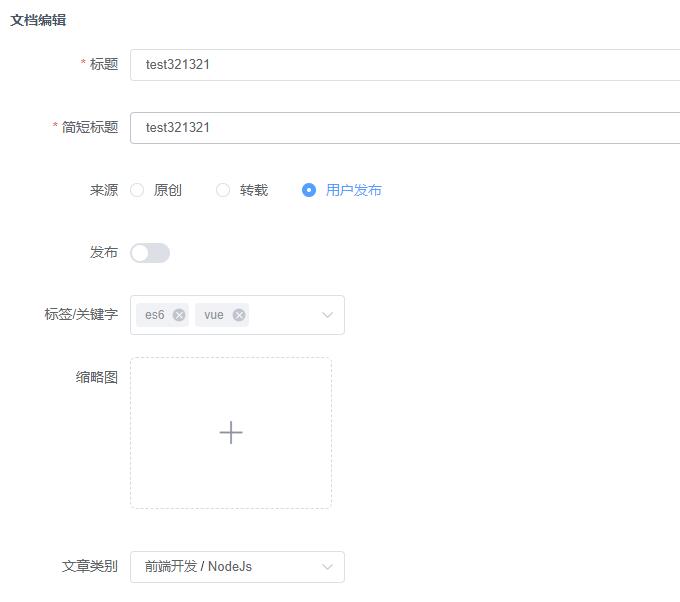 文档编辑
* 标题 test321321
* 简短标题 test321321
来源 原创 转载 用户发布
发布
标签/关键字 es6 vue
缩略图
文章类别 前端开发 / NodeJs